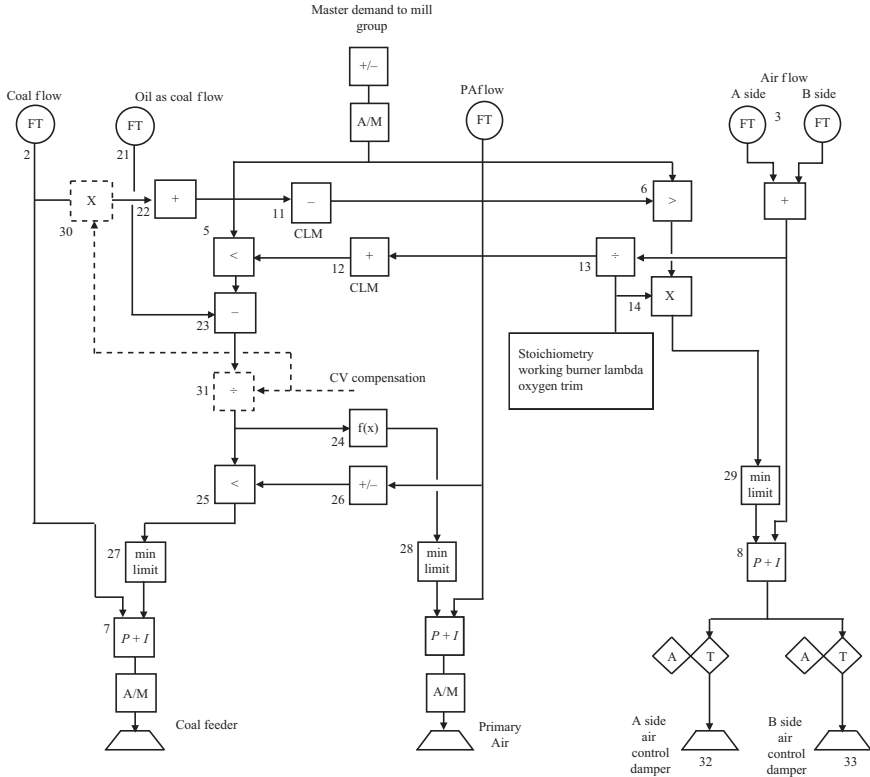 Master demand to mill
group
+/–
Coal flow
Oil as coal flow
PAflow
Air flow
A side
B side
FT
FT
A/M
FT
FT
3
FT
2
21
X
22
+
11
–
6
>
+
30
CLM
5
<
12
+
13
÷
CLM
14
X
23
–
Stoichiometry
working burner lambda
oxygen trim
CV compensation
31
÷
24
f(x)
25
<
26
+/–
29
min
limit
27
min
limit
28
min
limit
8
P + I
7
P + I
P + I
A
T
A
T
A/M
A/M
Coal feeder
Primary
Air
A side
air
control
damper
32
B side
air
control
damper
33